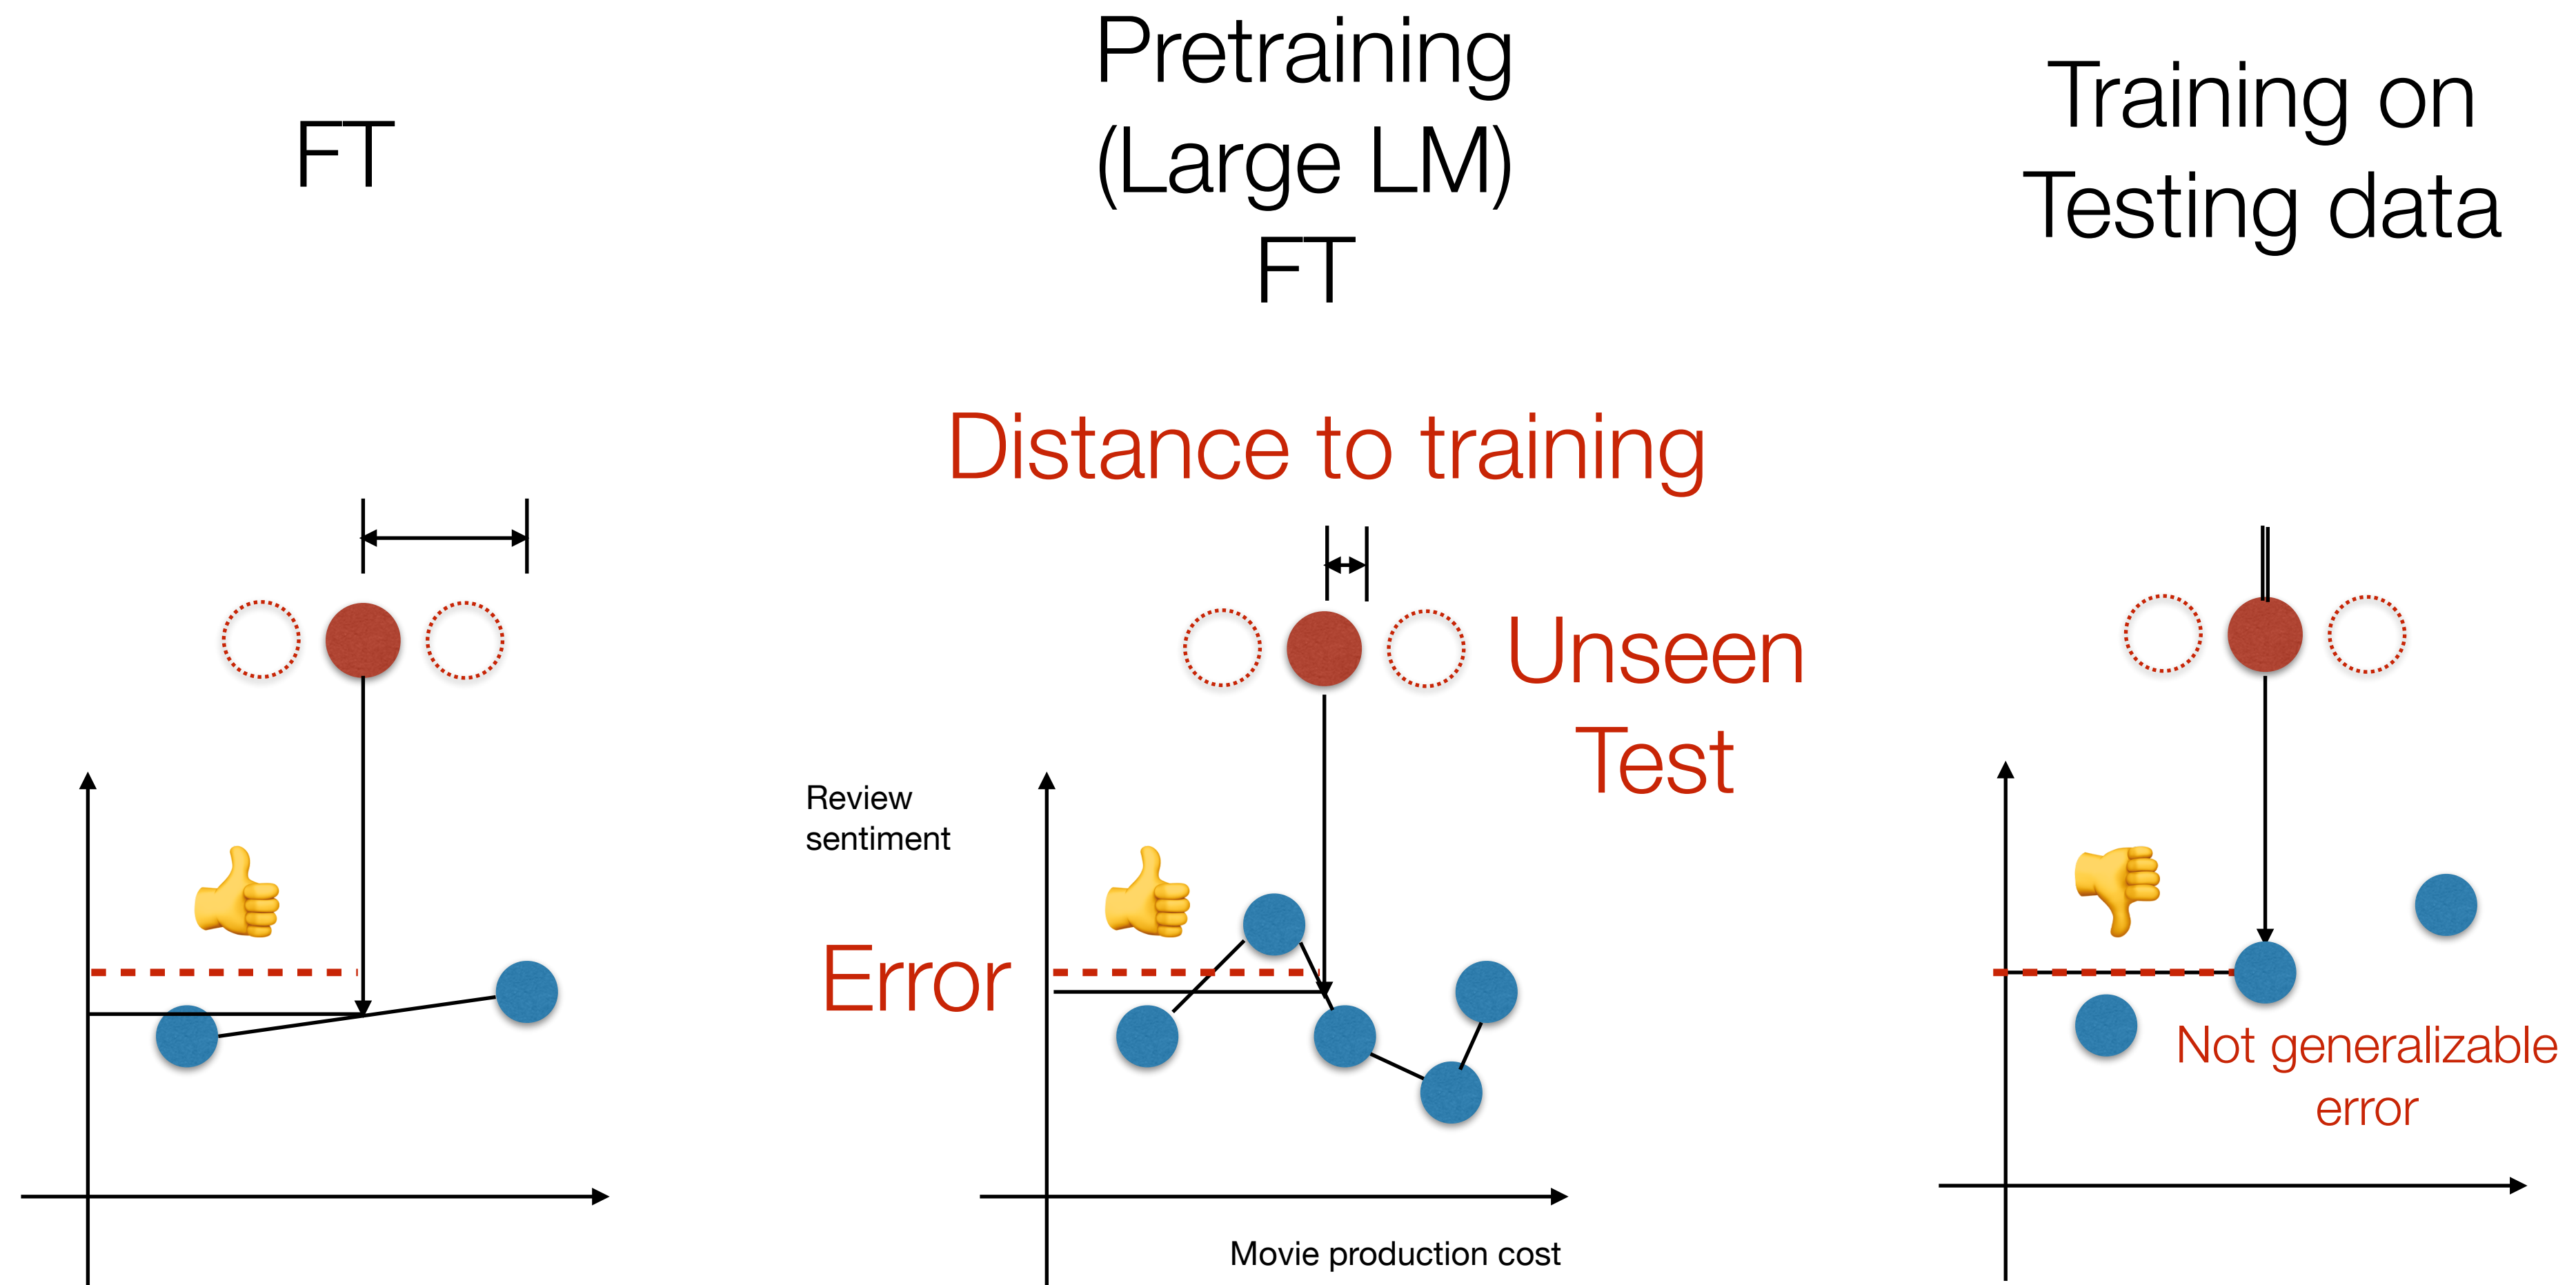 FT
Pretraining
(Large LM)
FT
Training on
Testing data
Distance to training
Unseen
Test
Review
sentiment
Error
Not generalizable
error
Movie production cost